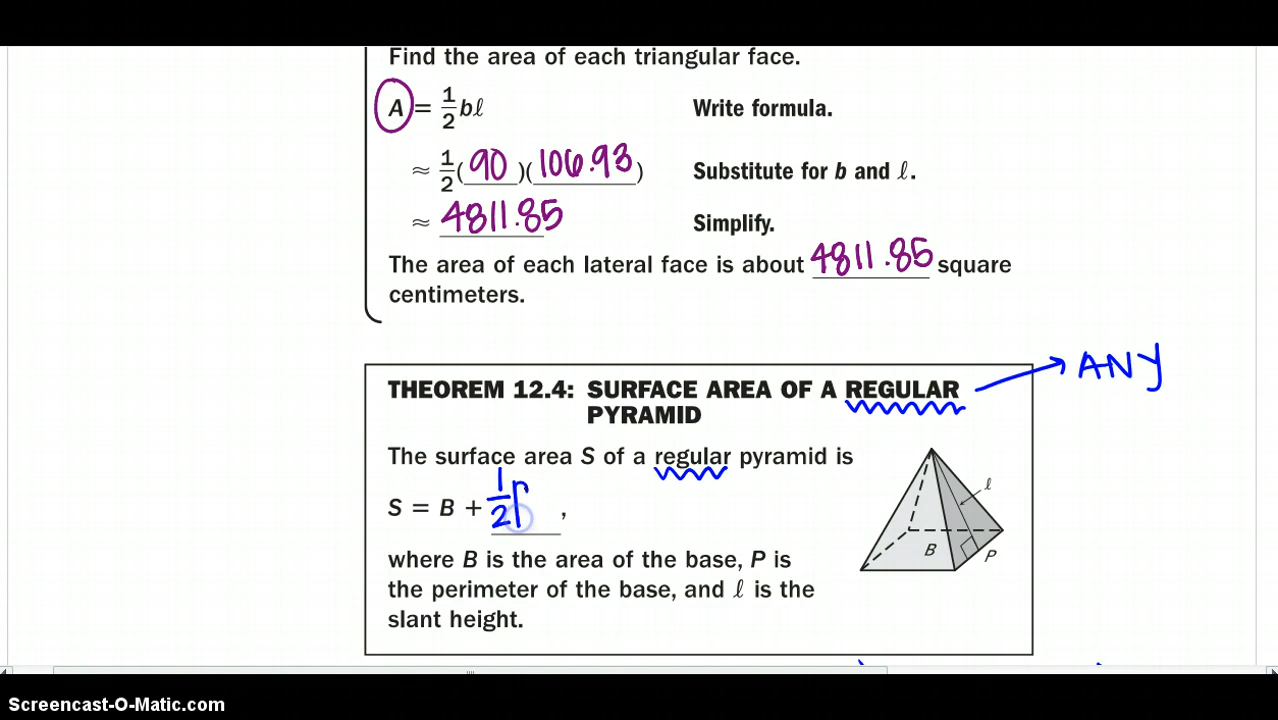 Find the area of each triangular face.
A = 1/2 bℓ Write formula.
≈ 1/2(90)(106.93) Substitute for b and ℓ.
≈ 4811.85 Simplify.
The area of each lateral face is about 4811.85 square
centimeters.
ANY
THEOREM 12.4: SURFACE AREA OF A REGULAR
PYRAMID
The surface area S of a regular pyramid is
S = B + 1/2 ,
where B is the area of the base, P is
the perimeter of the base, and ℓ is the
slant height.
ℓ
B
P
Screencast-O-Matic.com